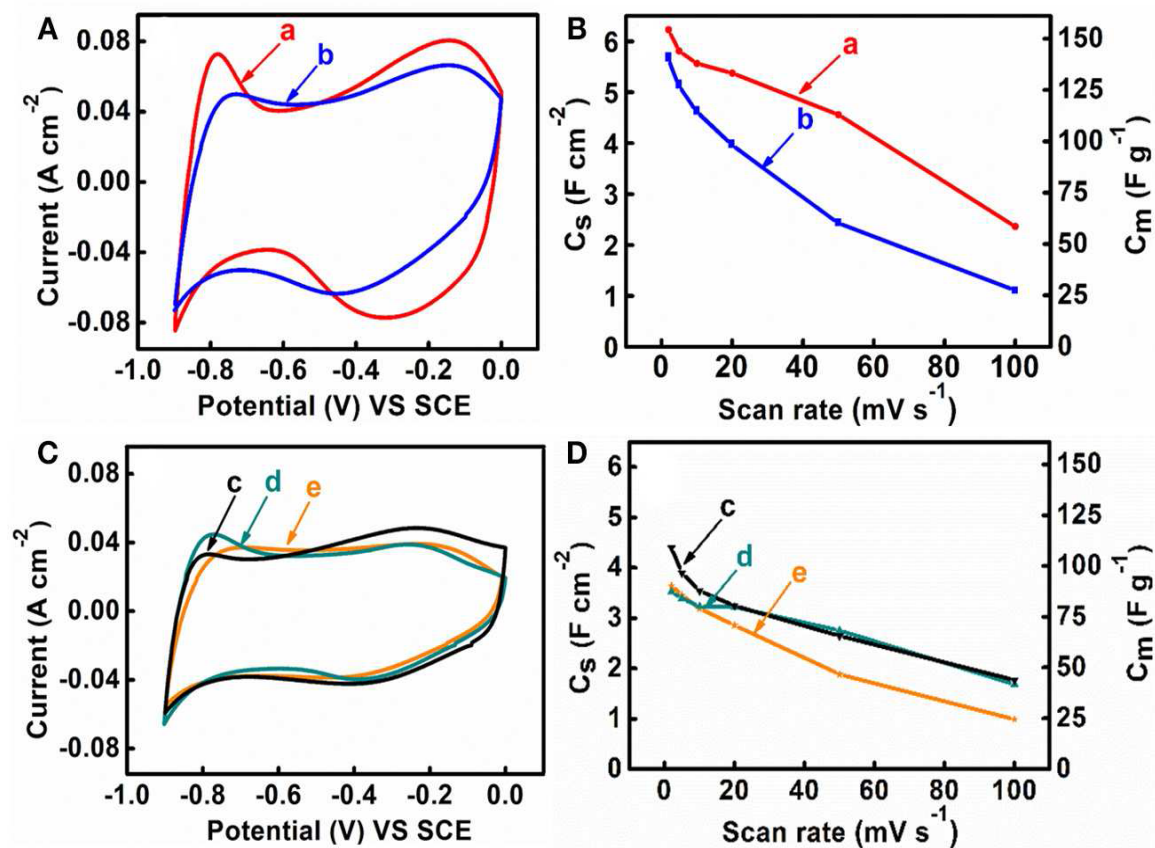 A
a
b
0.08
0.04
0.00
-0.04
-0.08
Current (A cm-2)
-1.0 -0.8 -0.6 -0.4 -0.2 0.0
Potential (V) VS SCE
B
a
b
6
5
4
3
2
1
0
Cs (F cm-2)
150
125
100
75
50
25
0
Cm (F g-1)
0 20 40 60 80 100
Scan rate (mV s-1)
C
c d e
0.08
0.04
0.00
-0.04
-0.08
Current (A cm-2)
-1.0 -0.8 -0.6 -0.4 -0.2 0.0
Potential (V) VS SCE
D
c
d
e
6
5
4
3
2
1
0
Cs (F cm-2)
150
125
100
75
50
25
0
Cm (F g-1)
0 20 40 60 80 100
Scan rate (mV s-1)